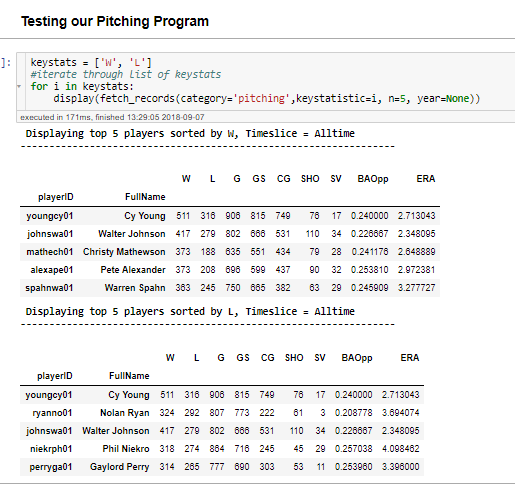 Testing our Pitching Program
]:
keystats = ['W', 'L']
#iterate through list of keystats
for i in keystats:
display(fetch_records(category='pitching',keystatistic=i, n=5, year=None))
executed in 171ms, finished 13:29:05 2018-09-07
Displaying top 5 players sorted by W, Timeslice = Alltime
----------------------------------------------------------------------
W L G GS CG SHO SV BAOpp ERA
playerID FullName
youngcy01 Cy Young 511 316 906 815 749 76 17 0.240000 2.713043
johnswa01 Walter Johnson 417 279 802 666 531 110 34 0.226667 2.348095
mathech01 Christy Mathewson 373 188 635 551 434 79 28 0.241176 2.648889
alexape01 Pete Alexander 373 208 696 599 437 90 32 0.253810 2.972381
spahnwa01 Warren Spahn 363 245 750 665 382 63 29 0.245909 3.277727
Displaying top 5 players sorted by L, Timeslice = Alltime
----------------------------------------------------------------------
W L G GS CG SHO SV BAOpp ERA
playerID FullName
youngcy01 Cy Young 511 316 906 815 749 76 17 0.240000 2.713043
ryanno01 Nolan Ryan 324 292 807 773 222 61 3 0.208778 3.694074
johnswa01 Walter Johnson 417 279 802 666 531 110 34 0.226667 2.348095
niekrph01 Phil Niekro 318 274 864 716 245 45 29 0.257038 4.098462
perryga01 Gaylord Perry 314 265 777 690 303 53 11 0.253960 3.396000